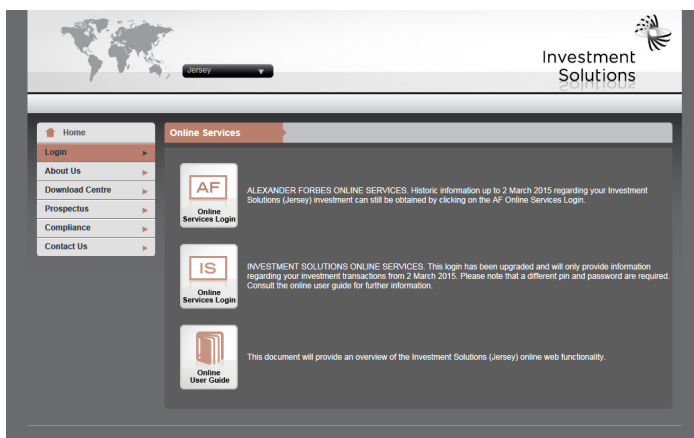 Jersey
Investment
Solutions
Home
Login
About Us
Download Centre
Prospectus
Compliance
Contact Us
Online Services
AF
Online
Services Login
ALEXANDER FORBES ONLINE SERVICES. Historic information up to 2 March 2015 regarding your Investment
Solutions (Jersey) investment can still be obtained by clicking on the AF Online Services Login.
IS
Online
Services Login
INVESTMENT SOLUTIONS ONLINE SERVICES. This login has been upgraded and will only provide information
regarding your investment transactions from 2 March 2015. Please note that a different pin and password are required.
Consult the online user guide for further information.
Online
User Guide
This document will provide an overview of the Investment Solutions (Jersey) online web functionality.